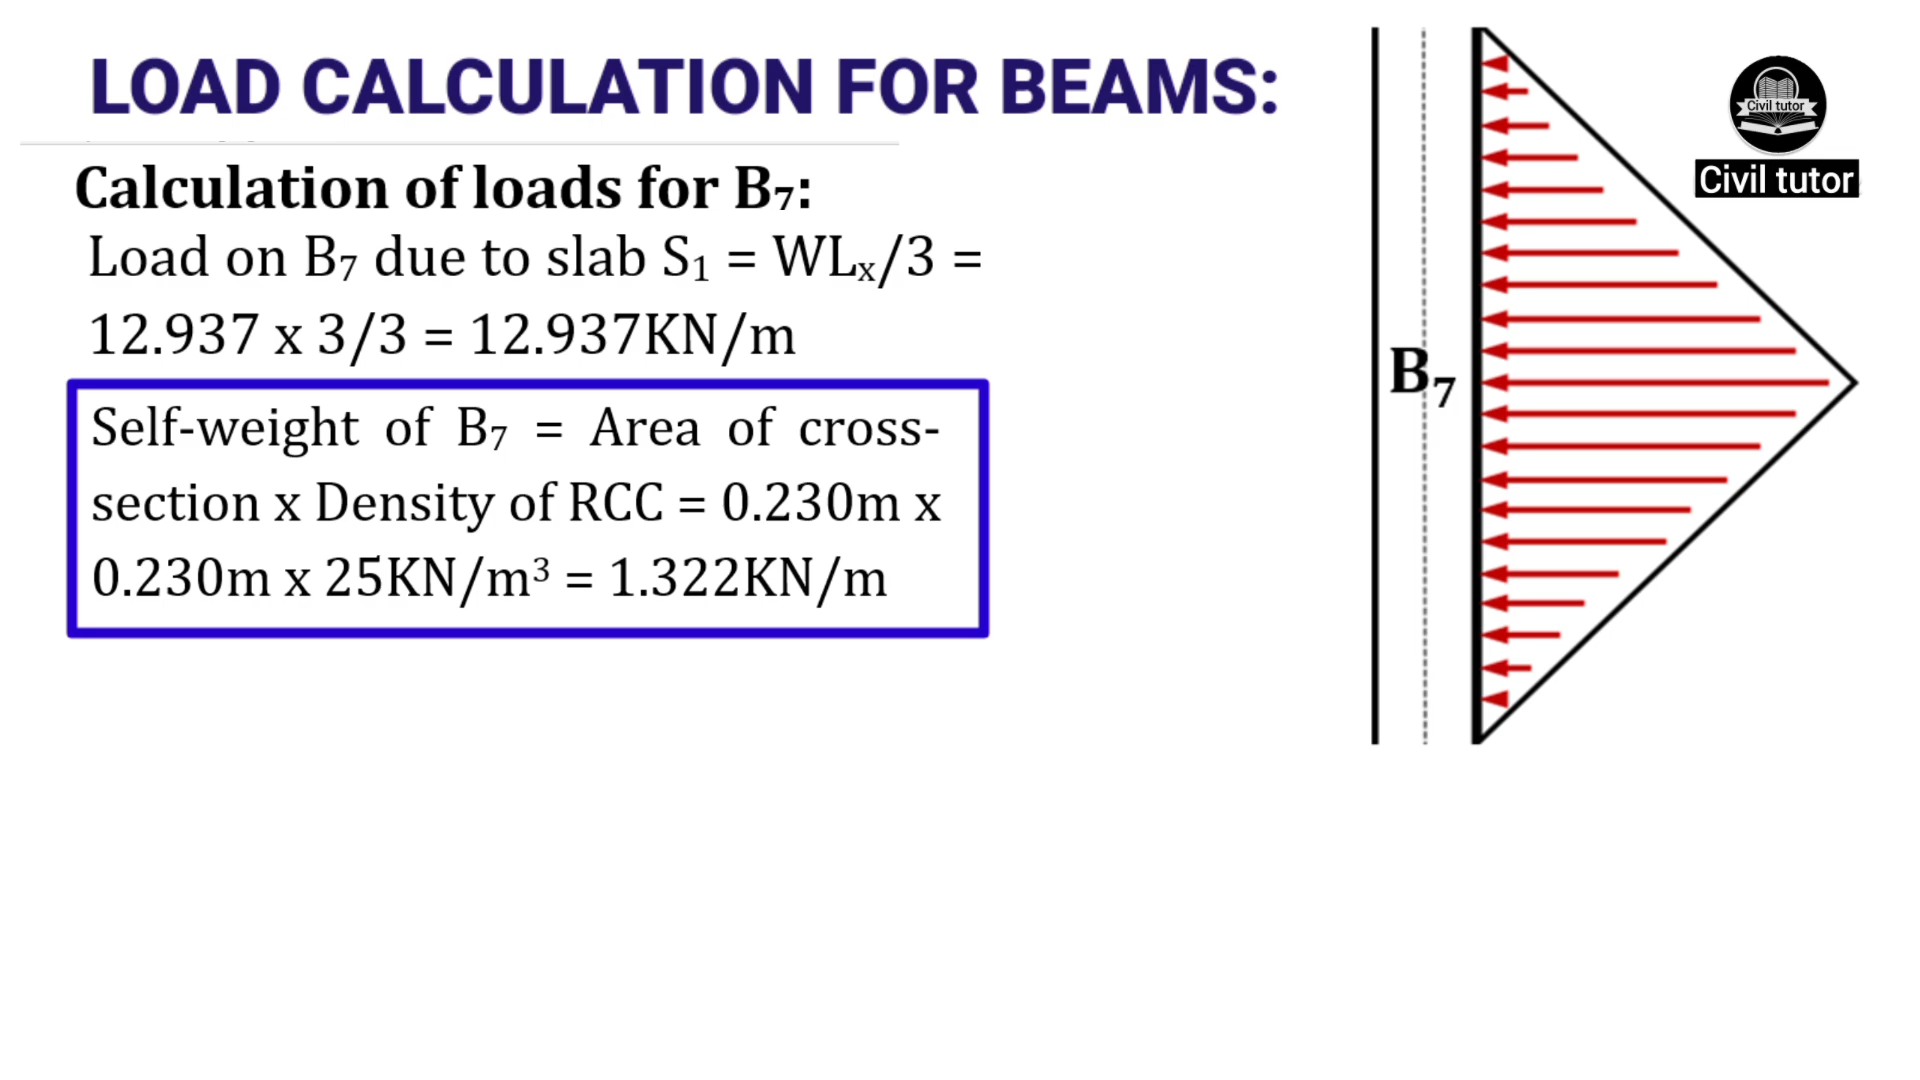 LOAD CALCULATION FOR BEAMS:
Civil tutor
Civil tutor
Calculation of loads for B₇:
Load on B₇ due to slab S₁ = WLₓ/3 =
12.937 x 3/3 = 12.937KN/m
Self-weight of B₇ = Area of cross-
section x Density of RCC = 0.230m x
0.230m x 25KN/m³ = 1.322KN/m
B₇